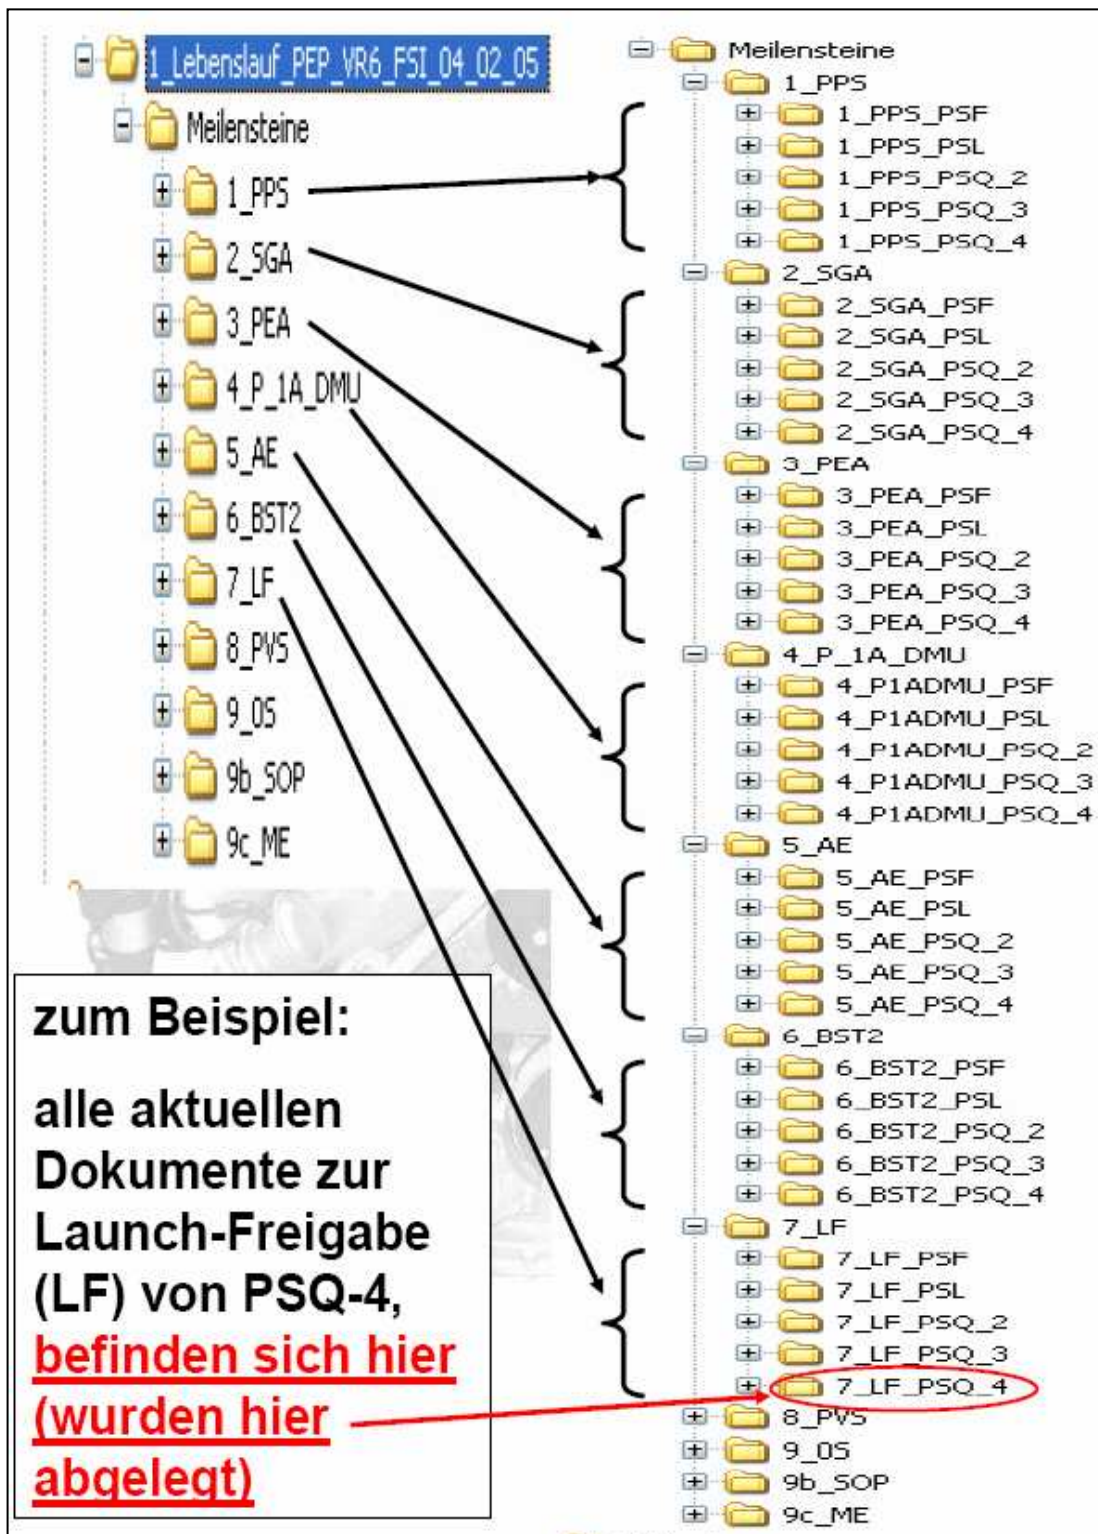 1_Lebenslauf_PEP_VR6_FSI_04_02_05
Meilensteine
1_PPS
2_SGA
3_PEA
4_P_1A_DMU
5_AE
6_BST2
7_LF
8_PVS
9_0S
9b_SOP
9c_ME
zum Beispiel:
alle aktuellen
Dokumente zur
Launch-Freigabe
(LF) von PSQ-4,
befinden sich hier
(wurden hier
abgelegt)
Meilensteine
1_PPS
1_PPS_PSF
1_PPS_PSL
1_PPS_PSQ_2
1_PPS_PSQ_3
1_PPS_PSQ_4
2_SGA
2_SGA_PSF
2_SGA_PSL
2_SGA_PSQ_2
2_SGA_PSQ_3
2_SGA_PSQ_4
3_PEA
3_PEA_PSF
3_PEA_PSL
3_PEA_PSQ_2
3_PEA_PSQ_3
3_PEA_PSQ_4
4_P_1A_DMU
4_P1ADMU_PSF
4_P1ADMU_PSL
4_P1ADMU_PSQ_2
4_P1ADMU_PSQ_3
4_P1ADMU_PSQ_4
5_AE
5_AE_PSF
5_AE_PSL
5_AE_PSQ_2
5_AE_PSQ_3
5_AE_PSQ_4
6_BST2
6_BST2_PSF
6_BST2_PSL
6_BST2_PSQ_2
6_BST2_PSQ_3
6_BST2_PSQ_4
7_LF
7_LF_PSF
7_LF_PSL
7_LF_PSQ_2
7_LF_PSQ_3
7_LF_PSQ_4
8_PVS
9_0S
9b_SOP
9c_ME